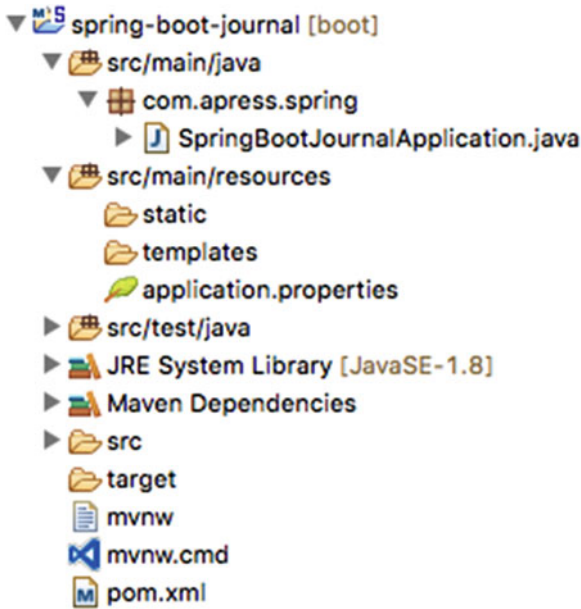 spring-boot-journal [boot]
src/main/java
com.apress.spring
SpringBootJournalApplication.java
src/main/resources
static
templates
application.properties
src/test/java
JRE System Library [JavaSE-1.8]
Maven Dependencies
src
target
mvnw
mvnw.cmd
pom.xml